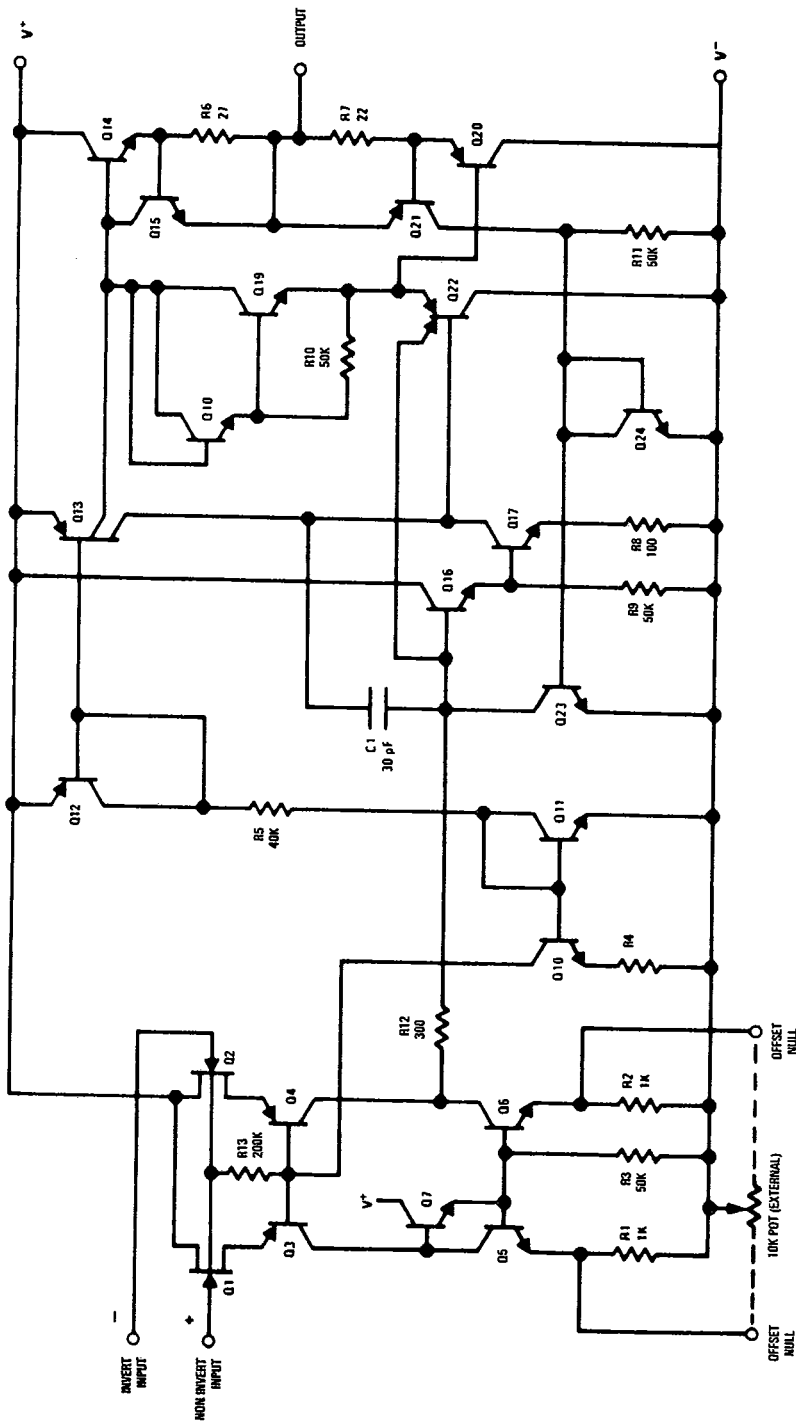 INVERT
INPUT
−
NON INVERT
INPUT
+
Q1
Q2
R13
200K
Q3
Q4
V+
Q7
Q5
Q6
R1
1K
R3
50K
R2
1K
OFFSET
NULL
10K POT (EXTERNAL)
OFFSET
NULL
R12
300
Q10
R4
Q11
Q12
R5
40K
C1
30 pF
Q23
Q13
Q16
Q17
R9
50K
R8
100
Q10
Q19
R10
50K
Q22
Q24
R11
50K
Q14
Q15
R6
27
R7
22
Q21
Q20
V+
OUTPUT
V−